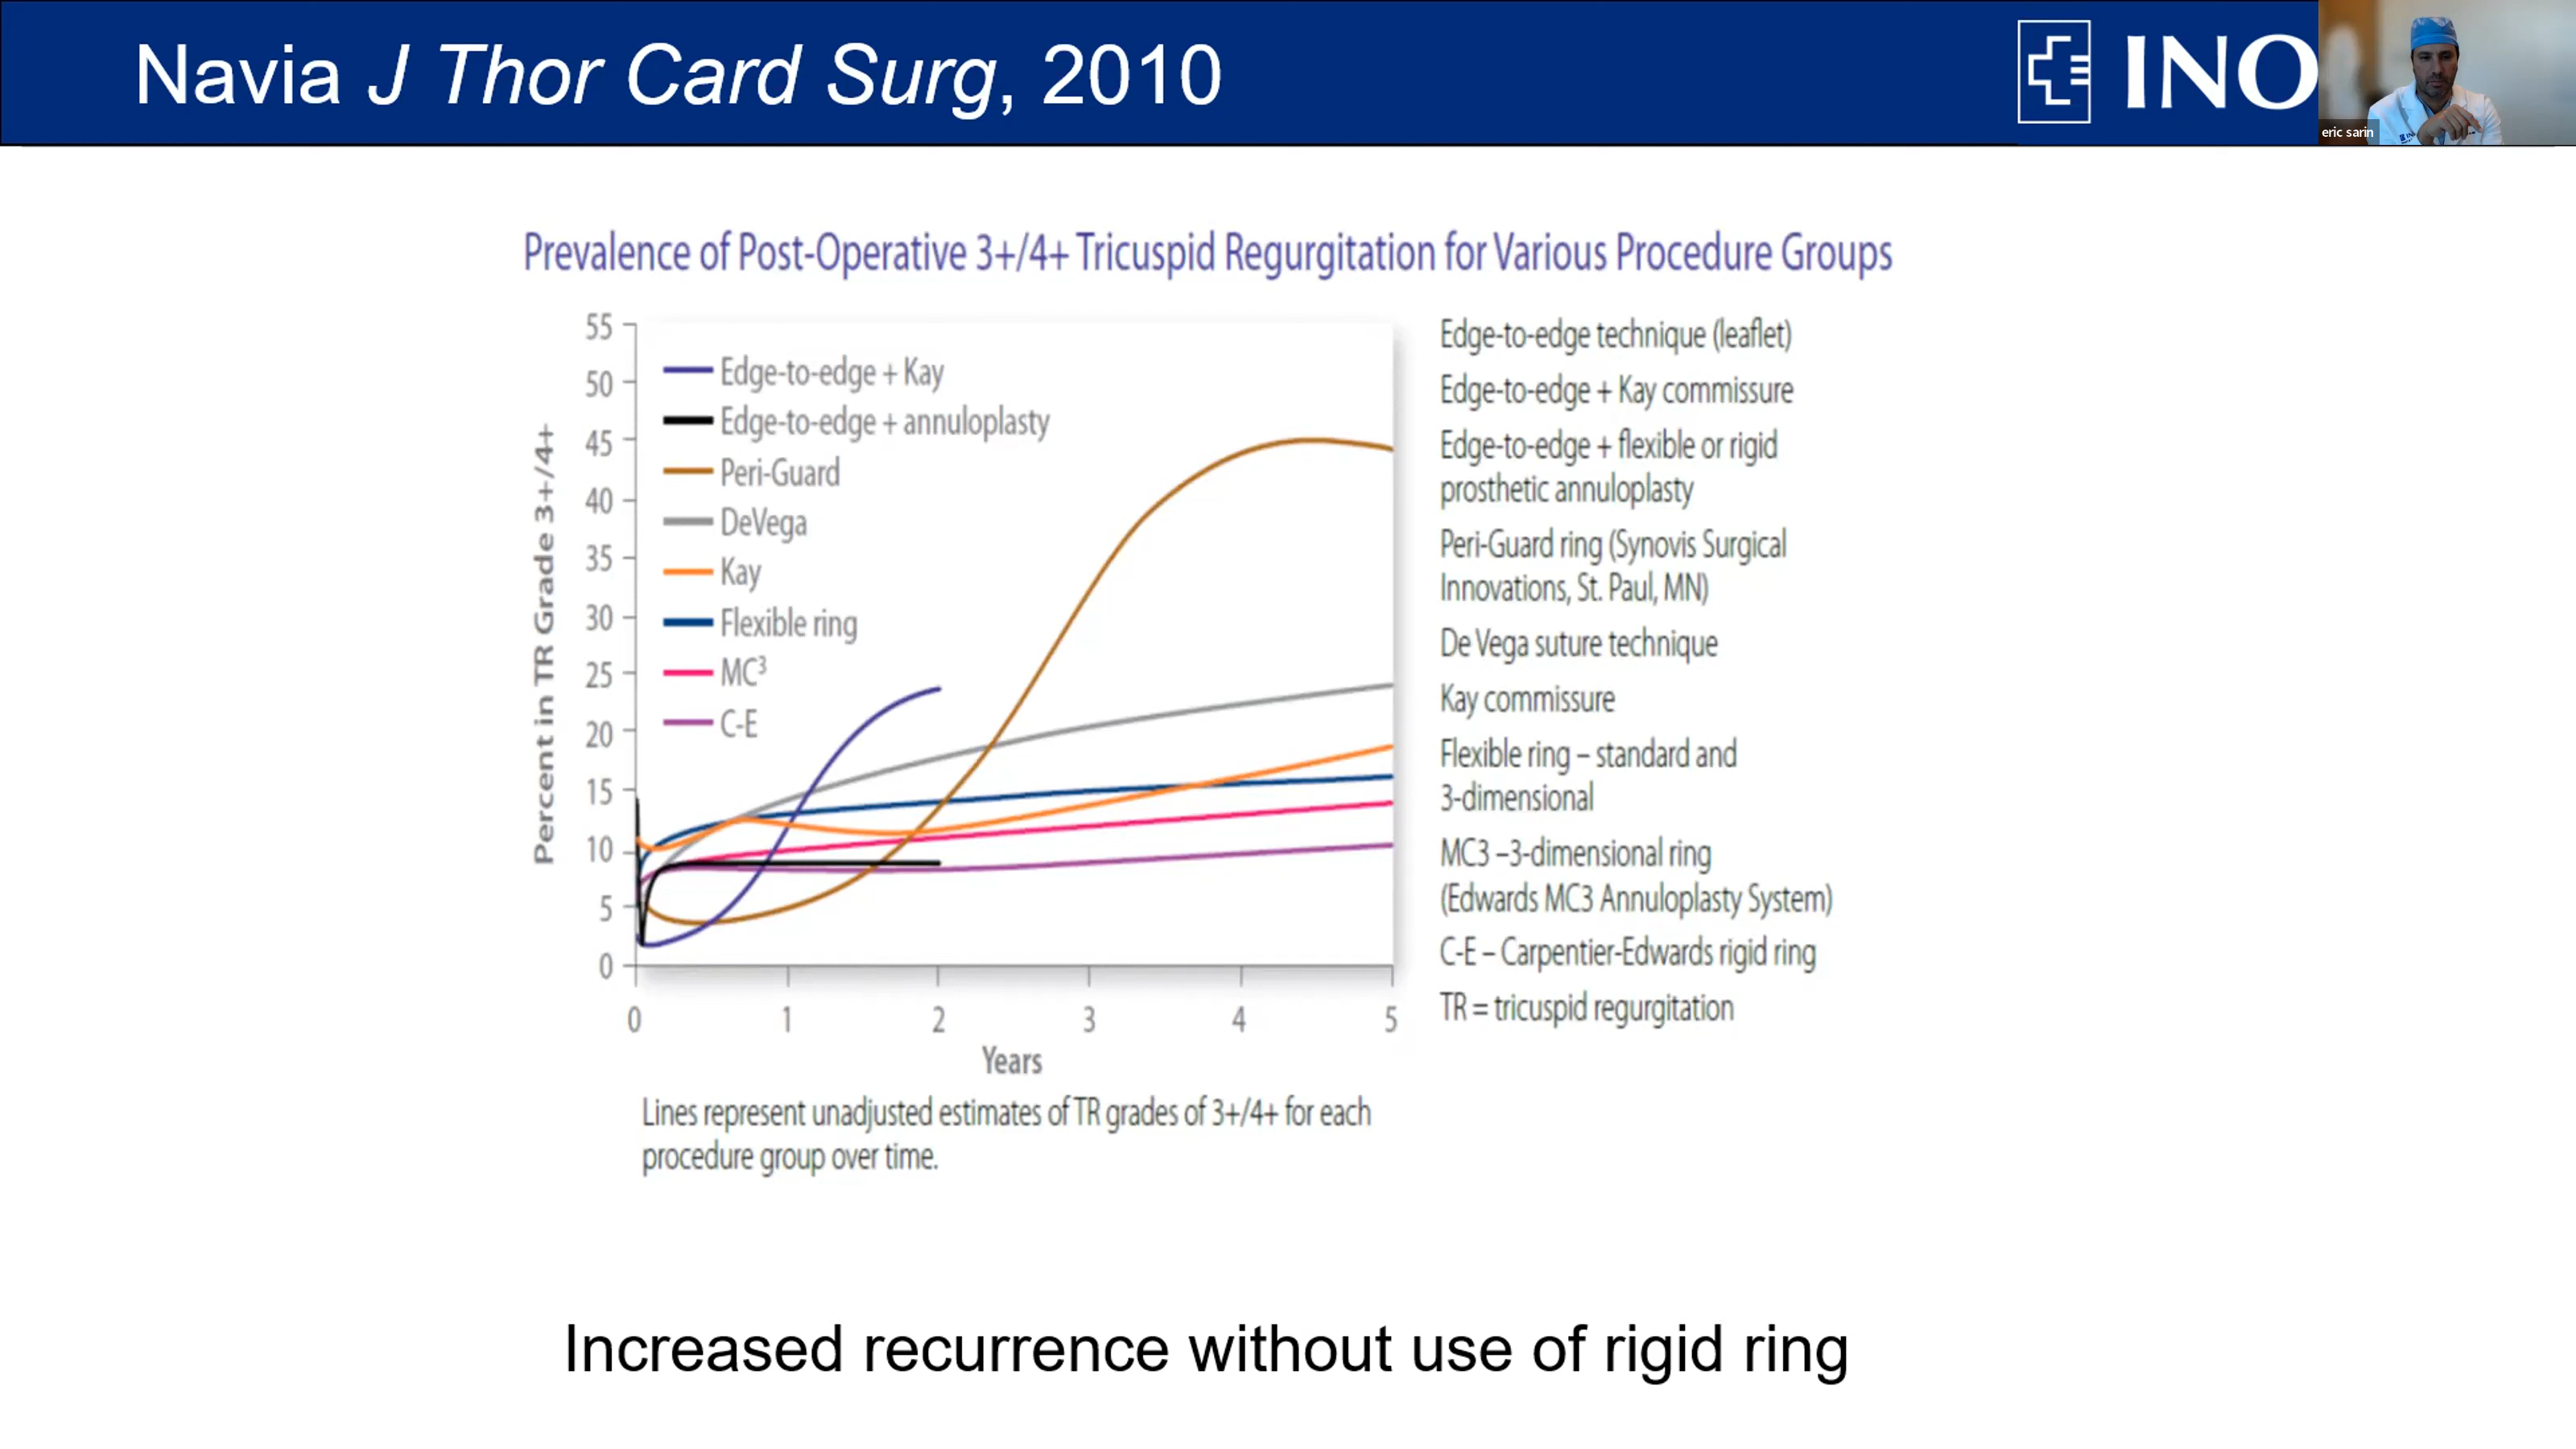 Navia J Thor Card Surg, 2010
INO
eric sarin
Prevalence of Post-Operative 3+/4+ Tricuspid Regurgitation for Various Procedure Groups
Percent in TR Grade 3+/4+
55
50
45
40
35
30
25
20
15
10
5
0
Edge-to-edge + Kay
Edge-to-edge + annuloplasty
Peri-Guard
DeVega
Kay
Flexible ring
MC³
C-E
0 1 2 3 4 5
Years
Lines represent unadjusted estimates of TR grades of 3+/4+ for each
procedure group over time.
Edge-to-edge technique (leaflet)
Edge-to-edge + Kay commissure
Edge-to-edge + flexible or rigid
prosthetic annuloplasty
Peri-Guard ring (Synovis Surgical
Innovations, St. Paul, MN)
De Vega suture technique
Kay commissure
Flexible ring – standard and
3-dimensional
MC3 –3-dimensional ring
(Edwards MC3 Annuloplasty System)
C-E – Carpentier-Edwards rigid ring
TR = tricuspid regurgitation
Increased recurrence without use of rigid ring